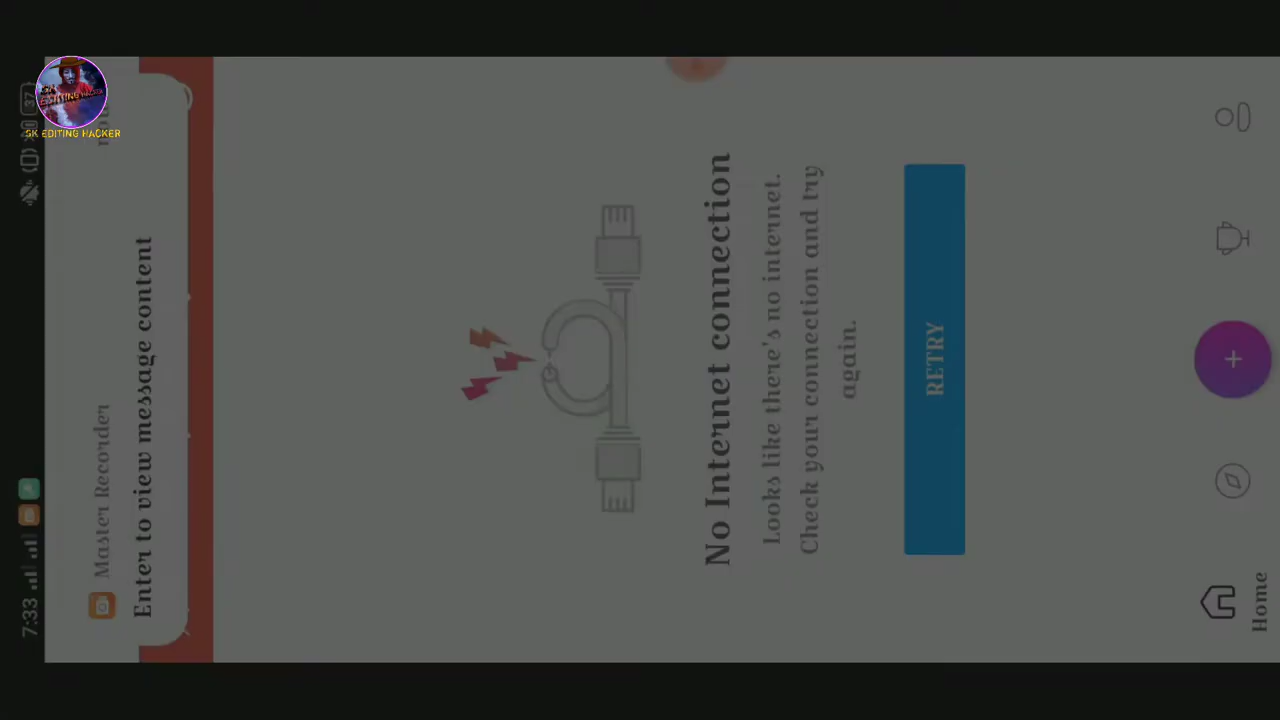 7:33
37
SK EDITING HACKER
Master Recorder
Enter to view message content
No Internet connection
Looks like there's no internet.
Check your connection and try
again.
RETRY
Home